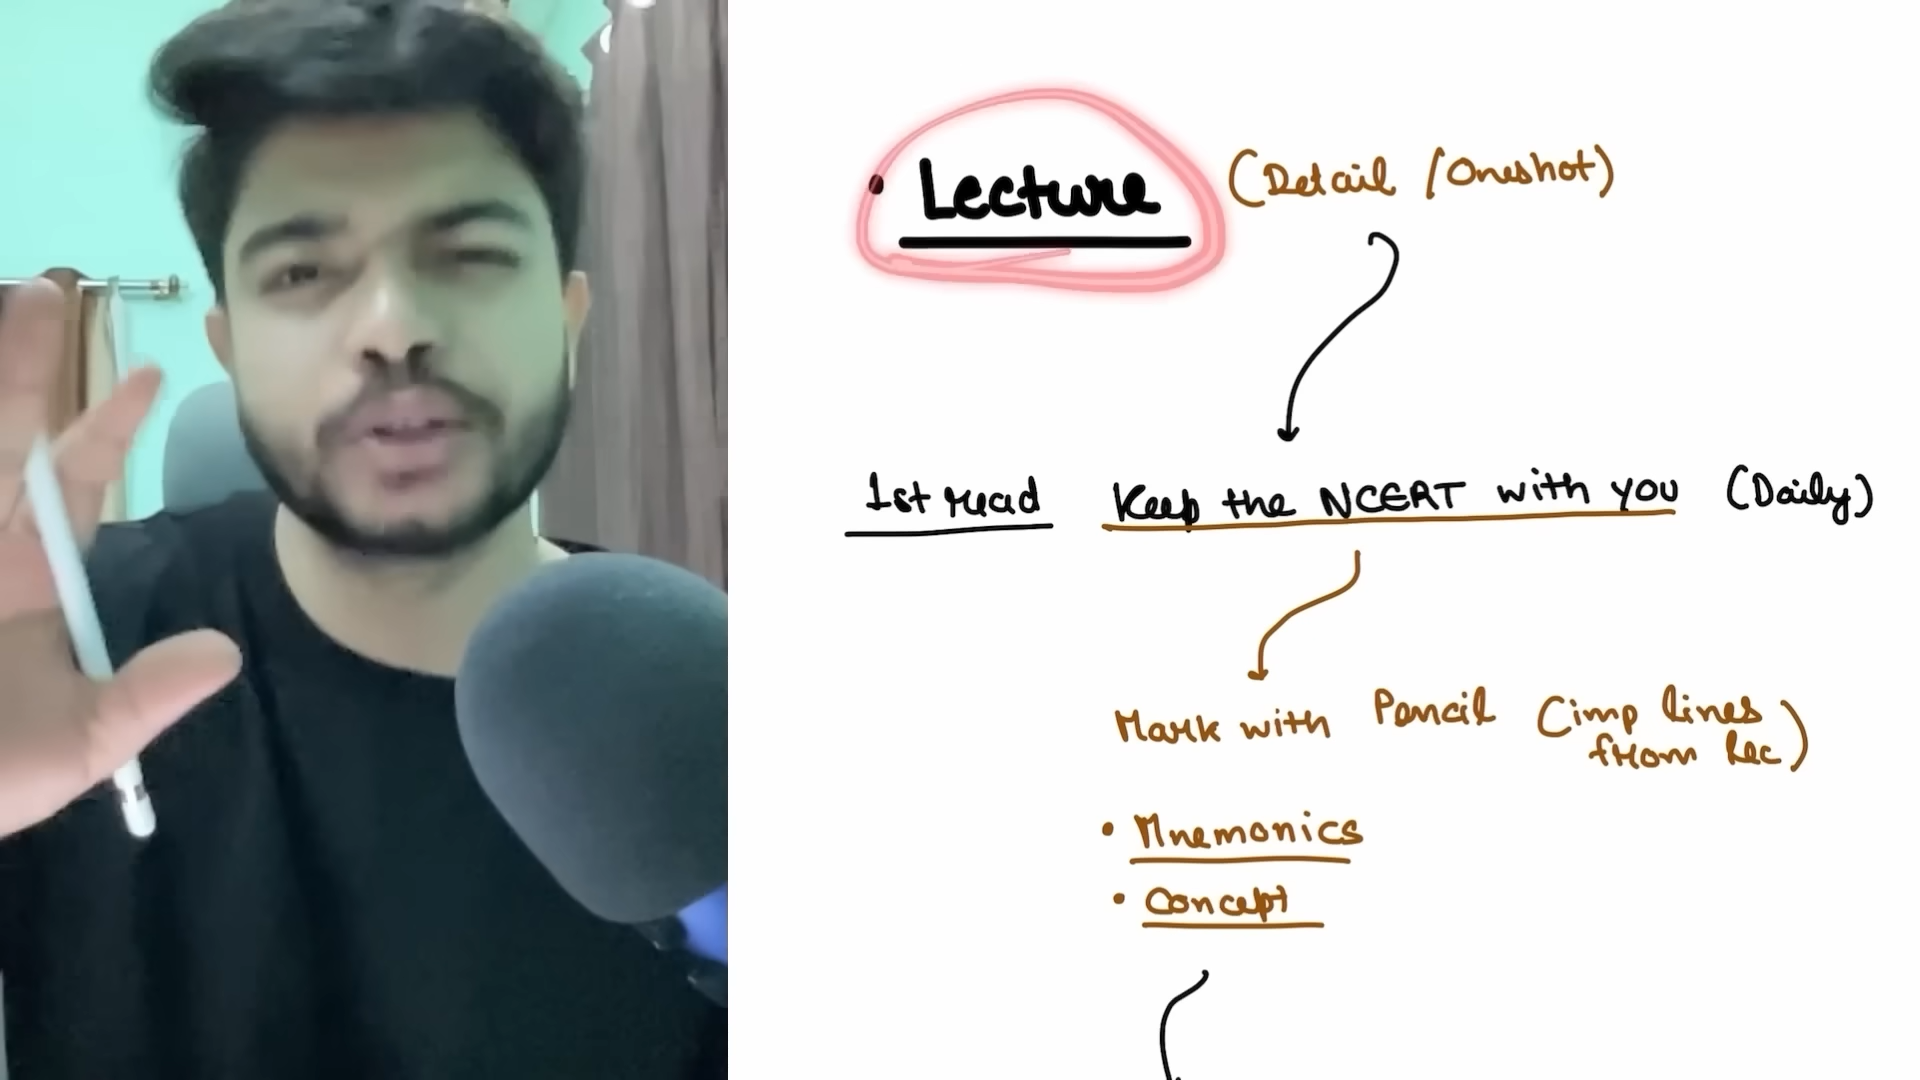 • Lecture (Detail /Oneshot)
1st read Keep the NCERT with you (Daily)
Mark with Pencil (imp lines
from Lec)
• Mnemonics
• Concept